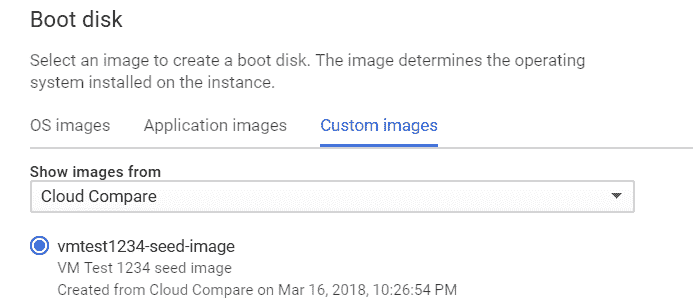 Boot disk
Select an image to create a boot disk. The image determines the operating
system installed on the instance.
OS images Application images Custom images
Show images from
Cloud Compare
vmtest1234-seed-image
VM Test 1234 seed image
Created from Cloud Compare on Mar 16, 2018, 10:26:54 PM